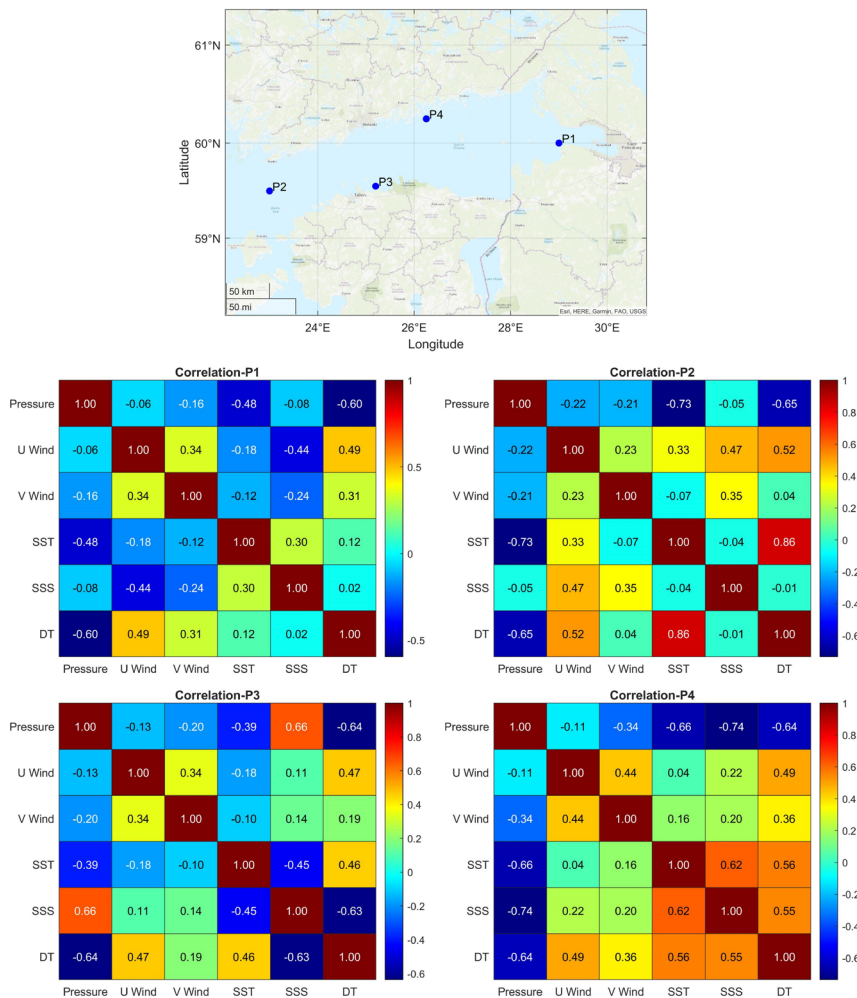 61°N
60°N
59°N
Latitude
P4
P1
P3
P2
Helsinki
Tallinn
50 km
50 mi
Esri, HERE, Garmin, FAO, USGS
24°E 26°E 28°E 30°E
Longitude
Correlation-P1
Pressure 1.00 -0.06 -0.16 -0.48 -0.08 -0.60
U Wind -0.06 1.00 0.34 -0.18 -0.44 0.49
V Wind -0.16 0.34 1.00 -0.12 -0.24 0.31
SST -0.48 -0.18 -0.12 1.00 0.30 0.12
SSS -0.08 -0.44 -0.24 0.30 1.00 0.02
DT -0.60 0.49 0.31 0.12 0.02 1.00
Pressure U Wind V Wind SST SSS DT
1
0.5
0
-0.5
Correlation-P2
Pressure 1.00 -0.22 -0.21 -0.73 -0.05 -0.65
U Wind -0.22 1.00 0.23 0.33 0.47 0.52
V Wind -0.21 0.23 1.00 -0.07 0.35 0.04
SST -0.73 0.33 -0.07 1.00 -0.04 0.86
SSS -0.05 0.47 0.35 -0.04 1.00 -0.01
DT -0.65 0.52 0.04 0.86 -0.01 1.00
Pressure U Wind V Wind SST SSS DT
1
0.8
0.6
0.4
0.2
0
-0.2
-0.4
-0.6
Correlation-P3
Pressure 1.00 -0.13 -0.20 -0.39 0.66 -0.64
U Wind -0.13 1.00 0.34 -0.18 0.11 0.47
V Wind -0.20 0.34 1.00 -0.10 0.14 0.19
SST -0.39 -0.18 -0.10 1.00 -0.45 0.46
SSS 0.66 0.11 0.14 -0.45 1.00 -0.63
DT -0.64 0.47 0.19 0.46 -0.63 1.00
Pressure U Wind V Wind SST SSS DT
1
0.8
0.6
0.4
0.2
0
-0.2
-0.4
-0.6
Correlation-P4
Pressure 1.00 -0.11 -0.34 -0.66 -0.74 -0.64
U Wind -0.11 1.00 0.44 0.04 0.22 0.49
V Wind -0.34 0.44 1.00 0.16 0.20 0.36
SST -0.66 0.04 0.16 1.00 0.62 0.56
SSS -0.74 0.22 0.20 0.62 1.00 0.55
DT -0.64 0.49 0.36 0.56 0.55 1.00
Pressure U Wind V Wind SST SSS DT
1
0.8
0.6
0.4
0.2
0
-0.2
-0.4
-0.6